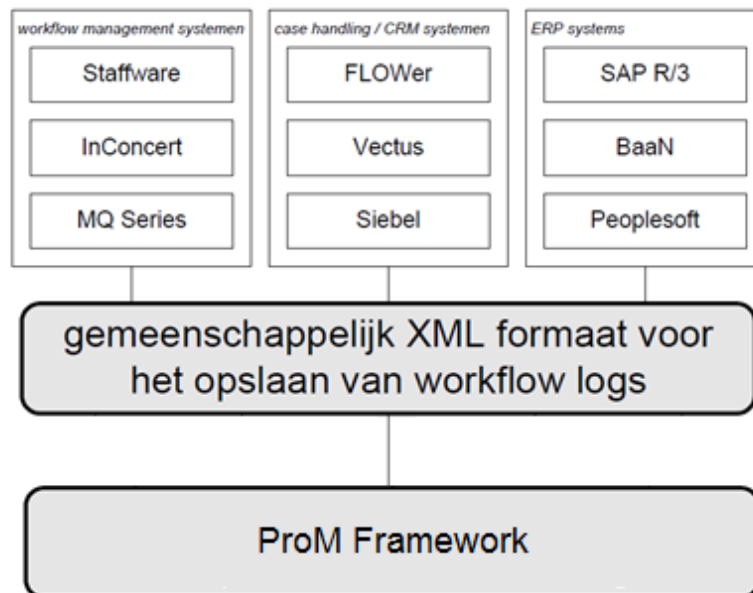 workflow management systemen
Staffware
InConcert
MQ Series
case handling / CRM systemen
FLOWer
Vectus
Siebel
ERP systems
SAP R/3
BaaN
Peoplesoft
gemeenschappelijk XML formaat voor
het opslaan van workflow logs
ProM Framework